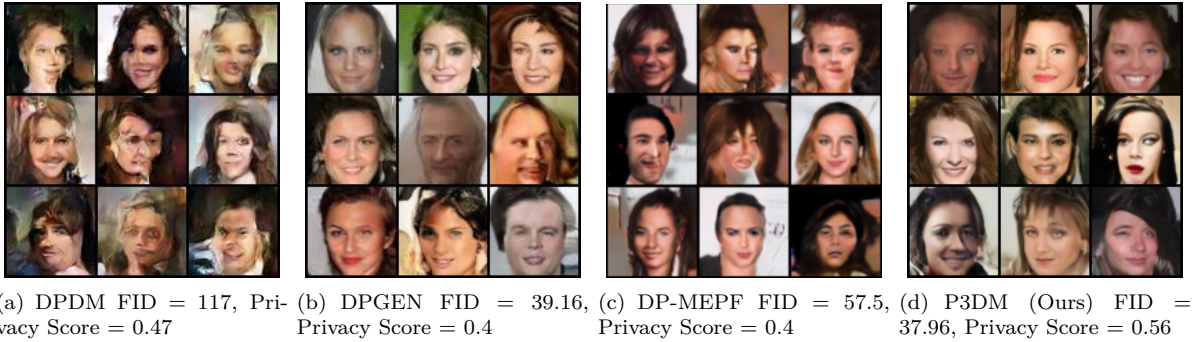 (a) DPDM FID = 117, Pri-
vacy Score = 0.47
(b) DPGEN FID = 39.16,
Privacy Score = 0.4
(c) DP-MEPF FID = 57.5,
Privacy Score = 0.4
(d) P3DM (Ours) FID =
37.96, Privacy Score = 0.56